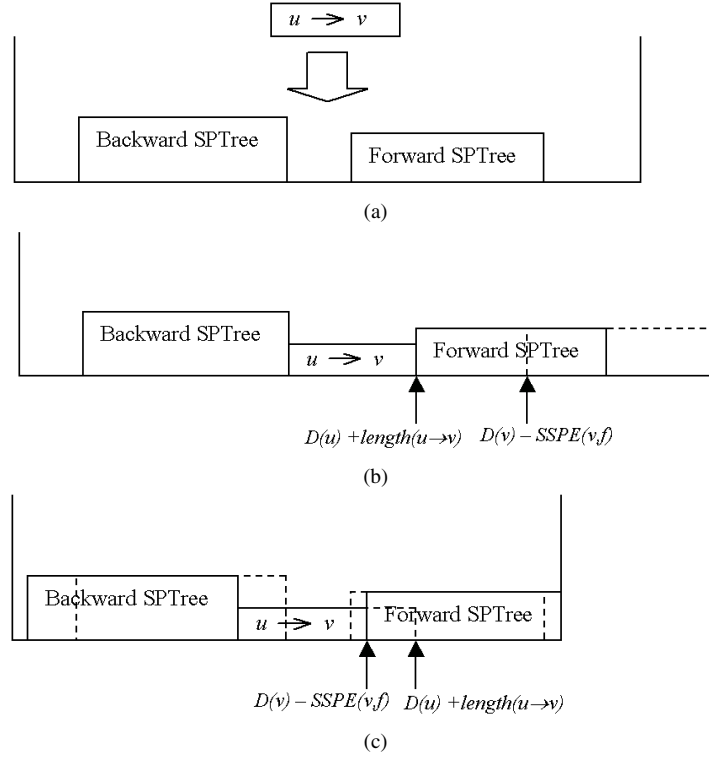 u → v
Backward SPTree
Forward SPTree
(a)
Backward SPTree
Forward SPTree
u → v
D(u) +length(u→v)
D(v) – SSPE(v,f)
(b)
Backward SPTree
Forward SPTree
u → v
D(v) – SSPE(v,f)
D(u) +length(u→v)
(c)